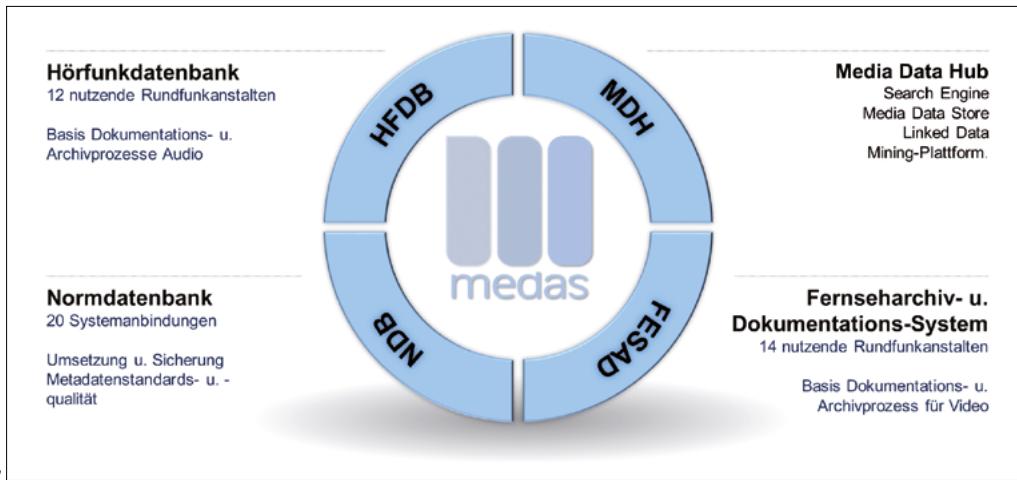 Hörfunkdatenbank
12 nutzende Rundfunkanstalten
Basis Dokumentations- u.
Archivprozesse Audio
HFDB
MDH
Media Data Hub
Search Engine
Media Data Store
Linked Data
Mining-Plattform.
medas
Normdatenbank
20 Systemanbindungen
Umsetzung u. Sicherung
Metadatenstandards- u. -
qualität
NDB
FESAD
Fernseharchiv- u.
Dokumentations-System
14 nutzende Rundfunkanstalten
Basis Dokumentations- u.
Archivprozess für Video